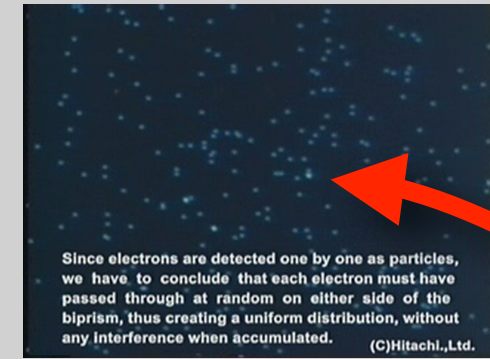 Since electrons are detected one by one as particles,
we have to conclude that each electron must have
passed through at random on either side of the
biprism, thus creating a uniform distribution, without
any interference when accumulated.
(C)Hitachi.,Ltd.